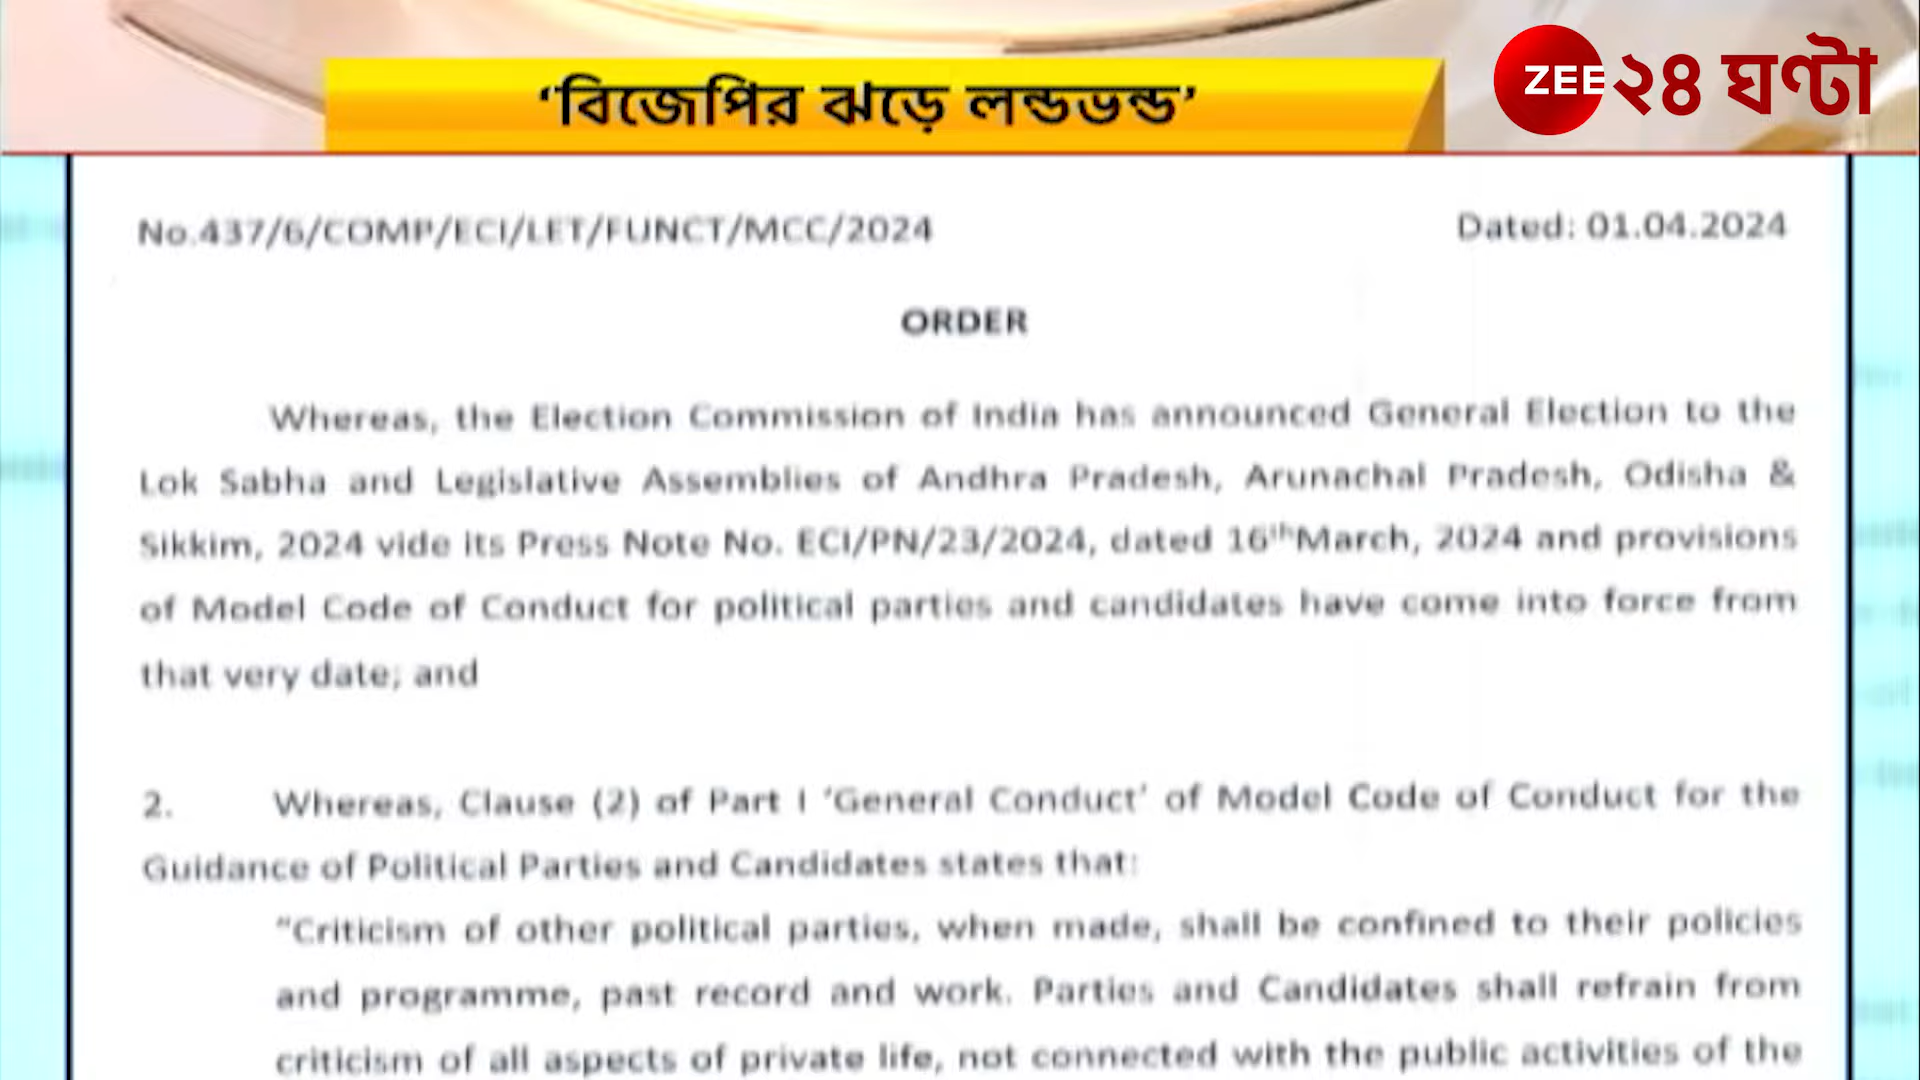 ‘বিজেপির ঝড়ে লন্ডভন্ড’
ZEE ২৪ ঘণ্টা
No.437/6/COMP/ECI/LET/FUNCT/MCC/2024 Dated: 01.04.2024
ORDER
Whereas, the Election Commission of India has announced General Election to the
Lok Sabha and Legislative Assemblies of Andhra Pradesh, Arunachal Pradesh, Odisha &
Sikkim, 2024 vide its Press Note No. ECI/PN/23/2024, dated 16thMarch, 2024 and provisions
of Model Code of Conduct for political parties and candidates have come into force from
that very date; and
2. Whereas, Clause (2) of Part I ‘General Conduct’ of Model Code of Conduct for the
Guidance of Political Parties and Candidates states that:
“Criticism of other political parties, when made, shall be confined to their policies
and programme, past record and work. Parties and Candidates shall refrain from
criticism of all aspects of private life, not connected with the public activities of the